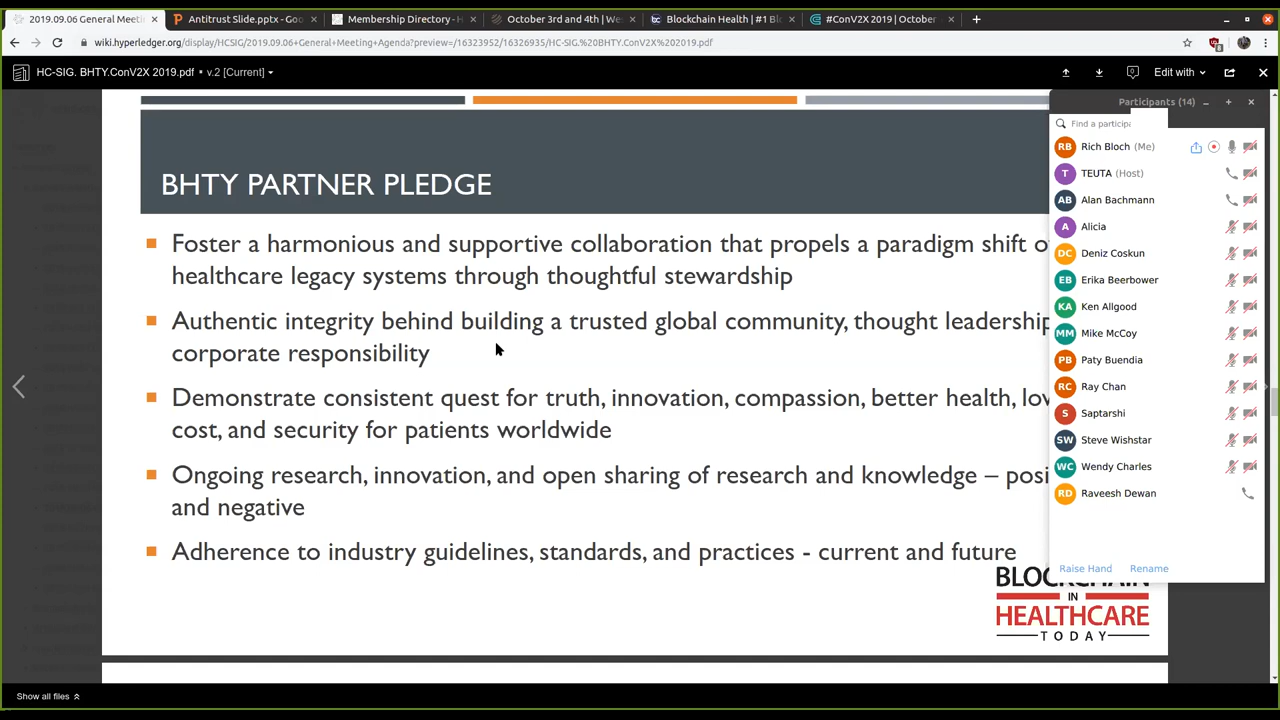 2019.09.06 General Meeti
Antitrust Slide.pptx - Goo
Membership Directory - H
October 3rd and 4th | We
Blockchain Health | #1 Bl
#ConV2X 2019 | October
wiki.hyperledger.org/display/HCSIG/2019.09.06+General+Meeting+Agenda?preview=/16323952/16326935/HC-SIG.%20BHTY.ConV2X%202019.pdf
HC-SIG. BHTY.ConV2X 2019.pdf • v.2 [Current]
Edit with
BHTY PARTNER PLEDGE
Foster a harmonious and supportive collaboration that propels a paradigm shift o
healthcare legacy systems through thoughtful stewardship
Authentic integrity behind building a trusted global community, thought leadership
corporate responsibility
Demonstrate consistent quest for truth, innovation, compassion, better health, lov
cost, and security for patients worldwide
Ongoing research, innovation, and open sharing of research and knowledge – posi
and negative
Adherence to industry guidelines, standards, and practices - current and future
BLOCKCHAIN
IN
HEALTHCARE
TODAY
Participants (14)
Find a participa
RB Rich Bloch (Me)
T TEUTA (Host)
AB Alan Bachmann
A Alicia
DC Deniz Coskun
EB Erika Beerbower
KA Ken Allgood
MM Mike McCoy
PB Paty Buendia
RC Ray Chan
S Saptarshi
SW Steve Wishstar
WC Wendy Charles
RD Raveesh Dewan
Raise Hand
Rename
Show all files